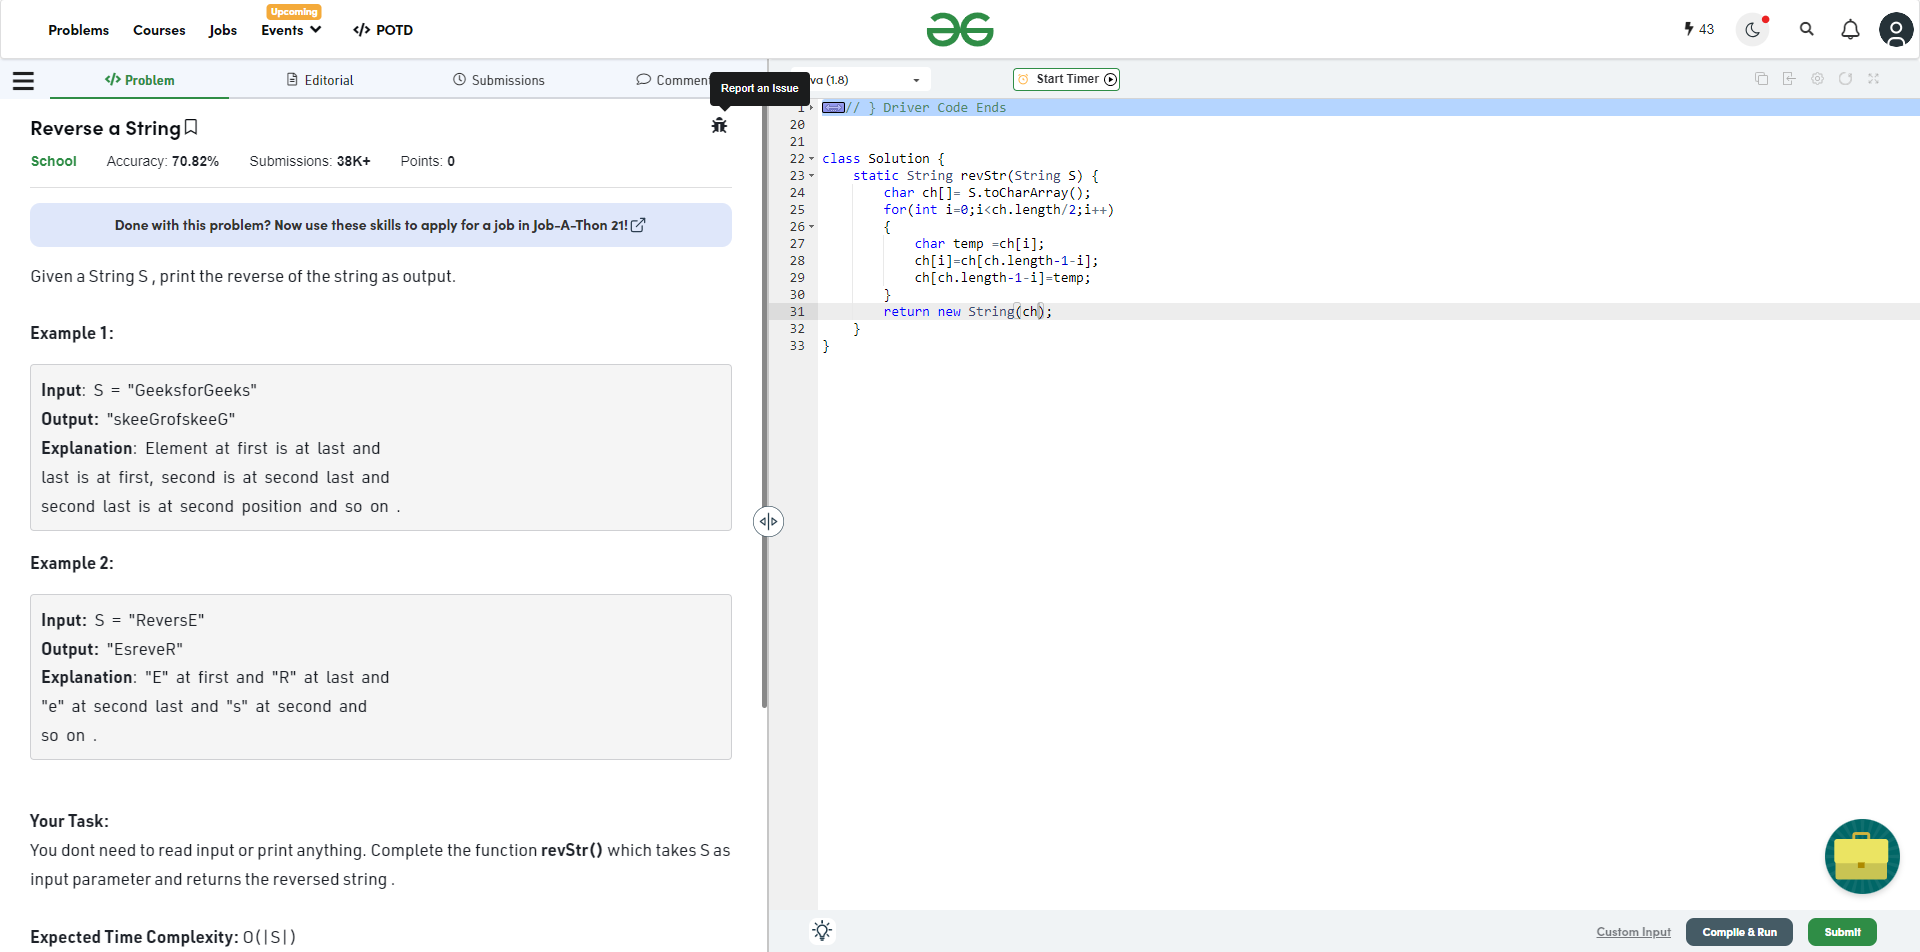 Upcoming
Problems Courses Jobs Events </> POTD
43
</> Problem Editorial Submissions
Report an Issue
(1.8)
Start Timer
Reverse a String
School Accuracy: 70.82% Submissions: 38K+ Points: 0
Done with this problem? Now use these skills to apply for a job in Job-A-Thon 21!
Given a String S , print the reverse of the string as output.
Example 1:
Input: S = "GeeksforGeeks"
Output: "skeeGrofskeeG"
Explanation: Element at first is at last and
last is at first, second is at second last and
second last is at second position and so on .
Example 2:
Input: S = "ReversE"
Output: "EsreveR"
Explanation: "E" at first and "R" at last and
"e" at second last and "s" at second and
so on .
Your Task:
You dont need to read input or print anything. Complete the function revStr() which takes S as
input parameter and returns the reversed string .
Expected Time Complexity: O(|S|)
1 // } Driver Code Ends
20
21
22 class Solution {
23 static String revStr(String S) {
24 char ch[]= S.toCharArray();
25 for(int i=0;i<ch.length/2;i++)
26 {
27 char temp =ch[i];
28 ch[i]=ch[ch.length-1-i];
29 ch[ch.length-1-i]=temp;
30 }
31 return new String(ch);
32 }
33 }
Custom Input Compile & Run Submit